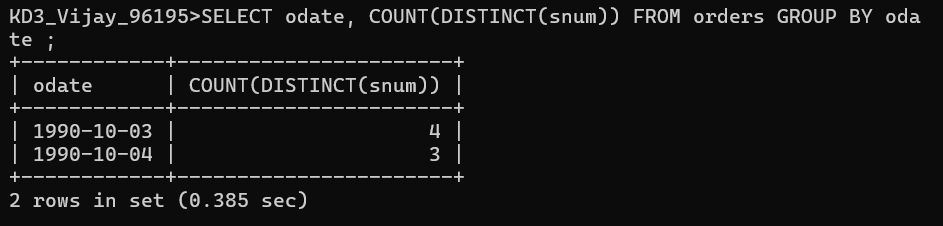 KD3_Vijay_96195>SELECT odate, COUNT(DISTINCT(snum)) FROM orders GROUP BY oda
te ;
+------------+-----------------------+
| odate      | COUNT(DISTINCT(snum)) |
+------------+-----------------------+
| 1990-10-03 |                     4 |
| 1990-10-04 |                     3 |
+------------+-----------------------+
2 rows in set (0.385 sec)